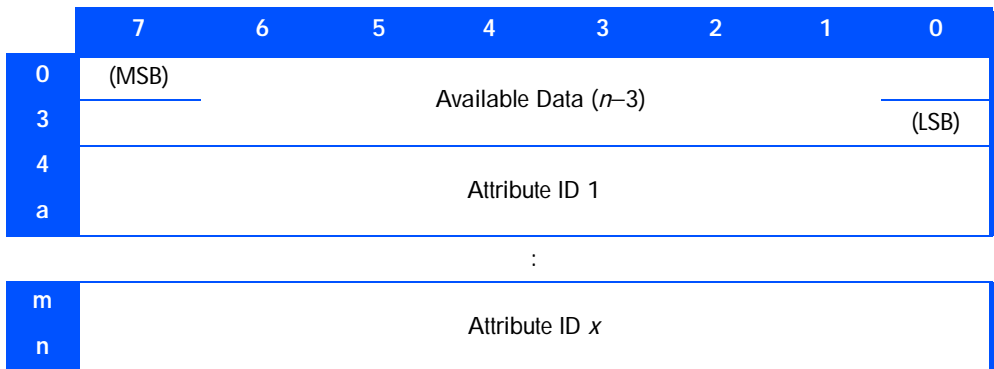 7 6 5 4 3 2 1 0
0 (MSB)
Available Data (n–3)
3 (LSB)
4
Attribute ID 1
a
:
m
Attribute ID x
n